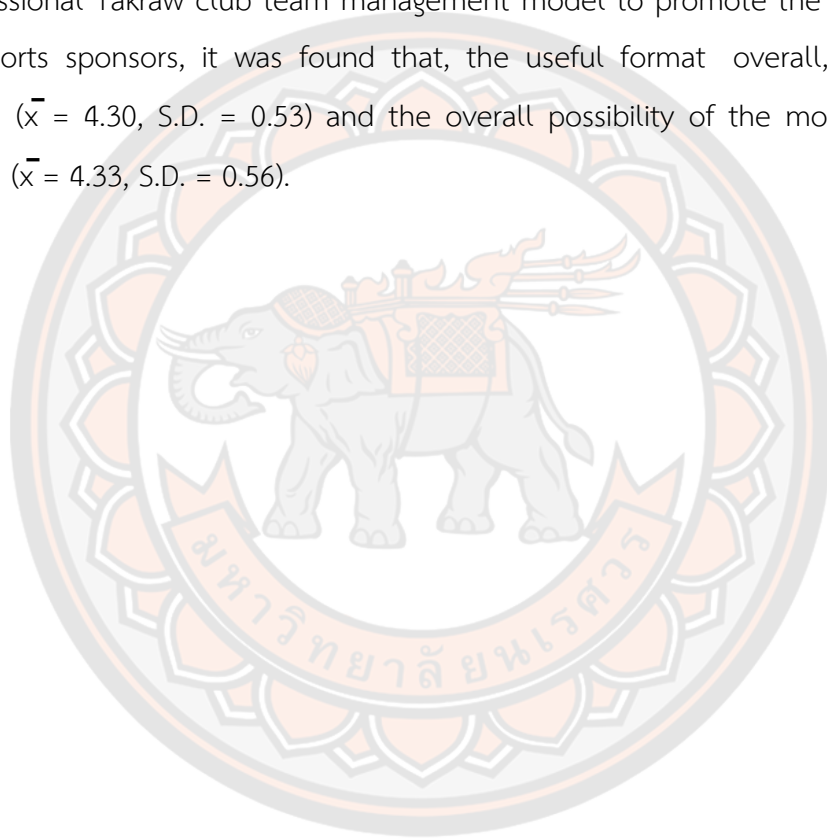 ssional Takraw club team management model to promote the
orts sponsors, it was found that, the useful format overall,
(x̄ = 4.30, S.D. = 0.53) and the overall possibility of the mo
(x̄ = 4.33, S.D. = 0.56).
มหาวิทยาลัยนเรศวร